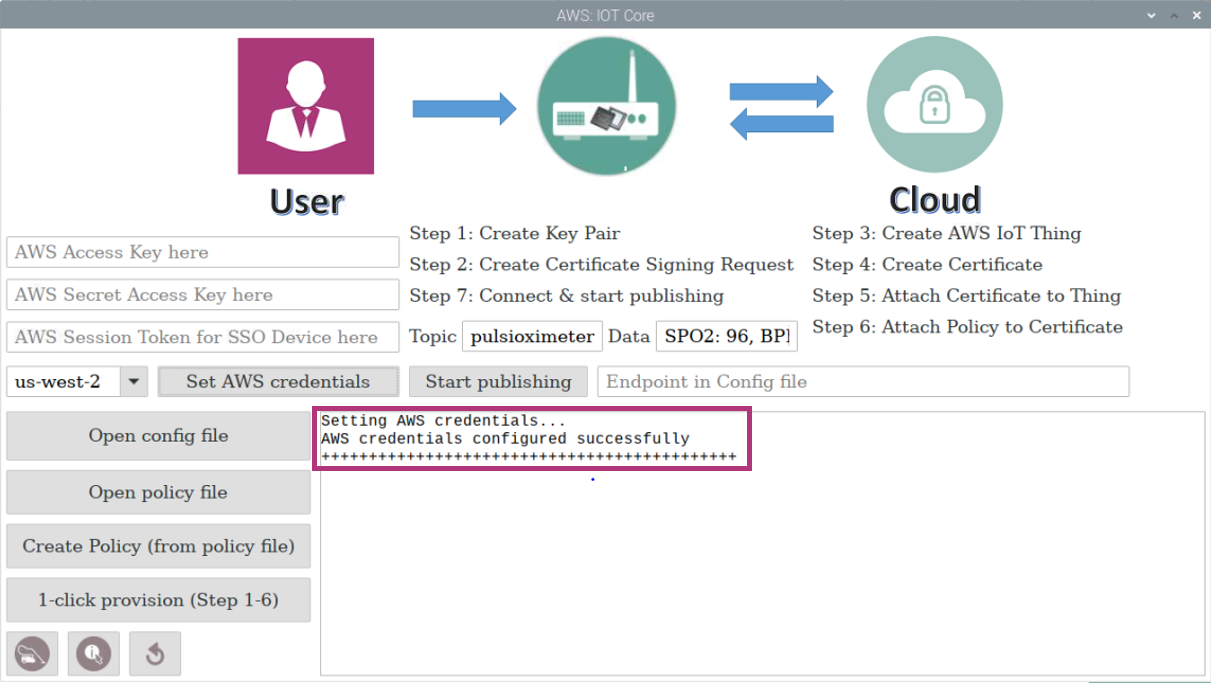 AWS: IOT Core
User
Cloud
AWS Access Key here
AWS Secret Access Key here
AWS Session Token for SSO Device here
Step 1: Create Key Pair
Step 2: Create Certificate Signing Request
Step 7: Connect & start publishing
Step 3: Create AWS IoT Thing
Step 4: Create Certificate
Step 5: Attach Certificate to Thing
Step 6: Attach Policy to Certificate
Topic pulsioximeter Data SPO2: 96, BPI
us-west-2 Set AWS credentials Start publishing Endpoint in Config file
Open config file
Open policy file
Create Policy (from policy file)
1-click provision (Step 1-6)
Setting AWS credentials...
AWS credentials configured successfully
++++++++++++++++++++++++++++++++++++++++++++